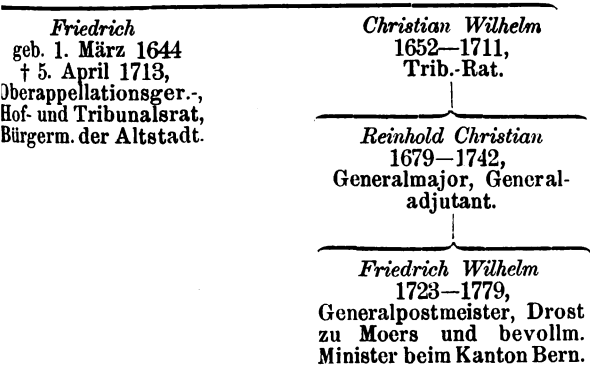 Friedrich
geb. 1. März 1644
† 5. April 1713,
Oberappellationsger.-,
Hof- und Tribunalsrat,
Bürgerm. der Altstadt.
Christian Wilhelm
1652—1711,
Trib.-Rat.
Reinhold Christian
1679—1742,
Generalmajor, General-
adjutant.
Friedrich Wilhelm
1723—1779,
Generalpostmeister, Drost
zu Moers und bevollm.
Minister beim Kanton Bern.